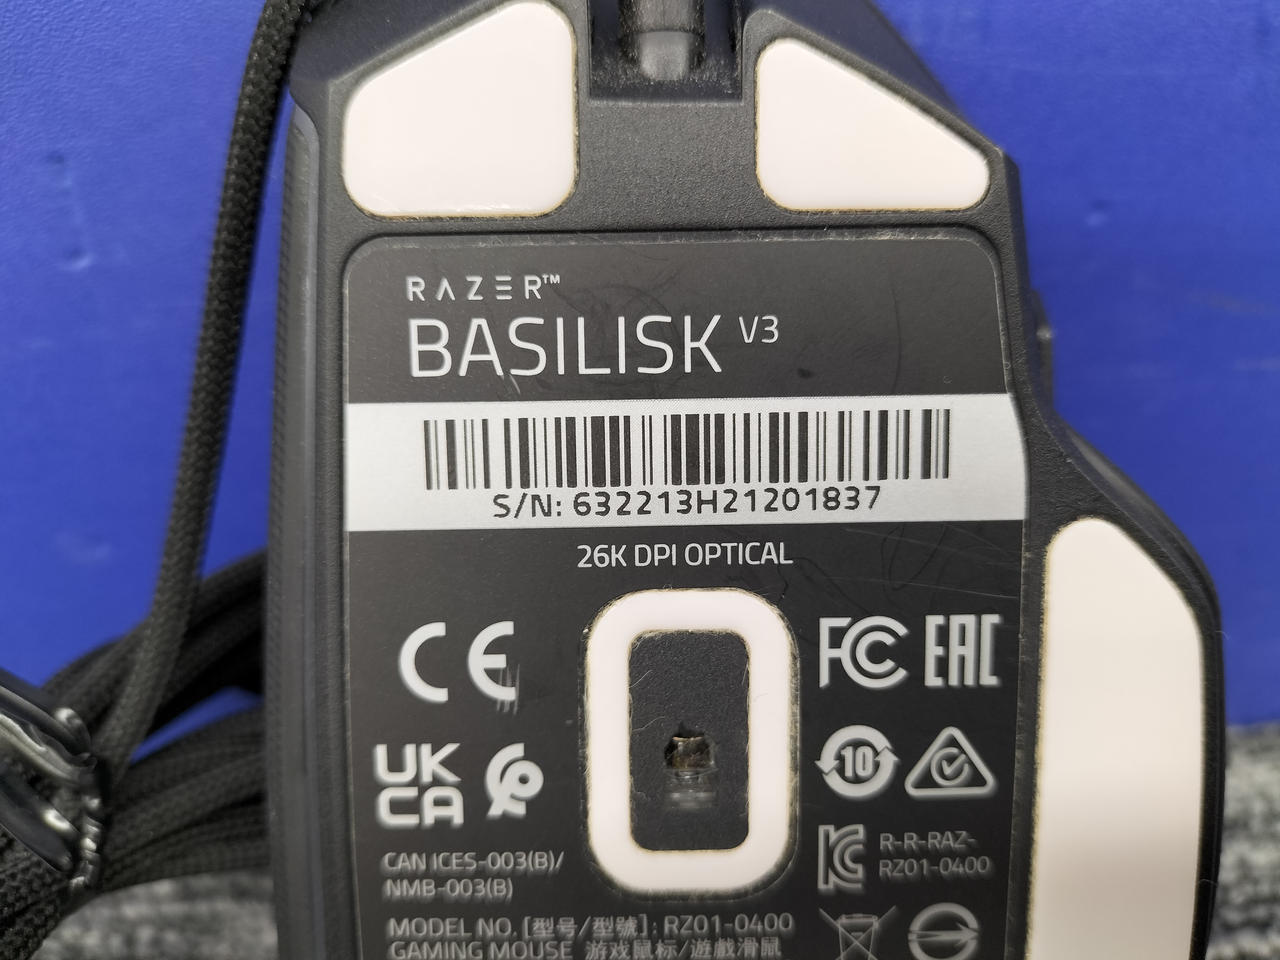 RAZER™
BASILISK V3
S/N: 632213H21201837
26K DPI OPTICAL
CE
FC EAC
UK
CA
10
CAN ICES-003(B)/
NMB-003(B)
R-R-RAZ-
RZ01-0400
MODEL NO. [型号/型號] : RZ01-0400
GAMING MOUSE 游戏鼠标/遊戲滑鼠